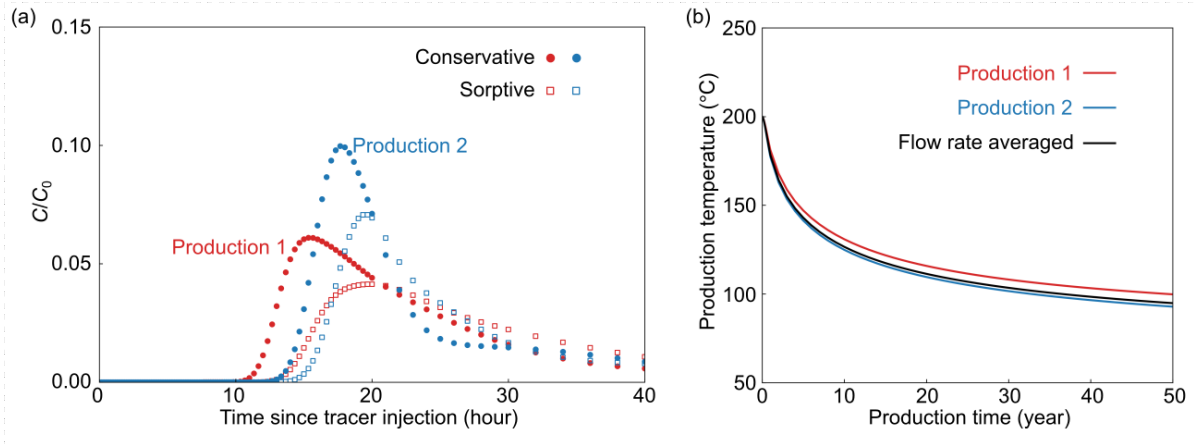 (a)
0.15
0.10
0.05
0.00
C/C₀
Conservative
Sorptive
Production 2
Production 1
0 10 20 30 40
Time since tracer injection (hour)
(b)
250
200
150
100
50
Production temperature (°C)
Production 1
Production 2
Flow rate averaged
0 10 20 30 40 50
Production time (year)